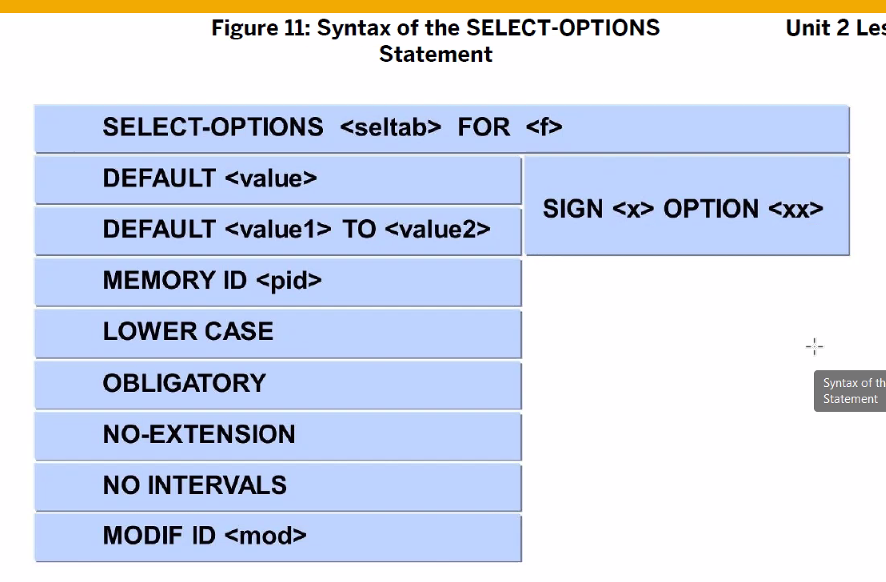 Figure 11: Syntax of the SELECT-OPTIONS
Statement
Unit 2
SELECT-OPTIONS <seltab> FOR <f>
DEFAULT <value>
DEFAULT <value1> TO <value2>
SIGN <x> OPTION <xx>
MEMORY ID <pid>
LOWER CASE
OBLIGATORY
NO-EXTENSION
NO INTERVALS
MODIF ID <mod>
Syntax of
Statement